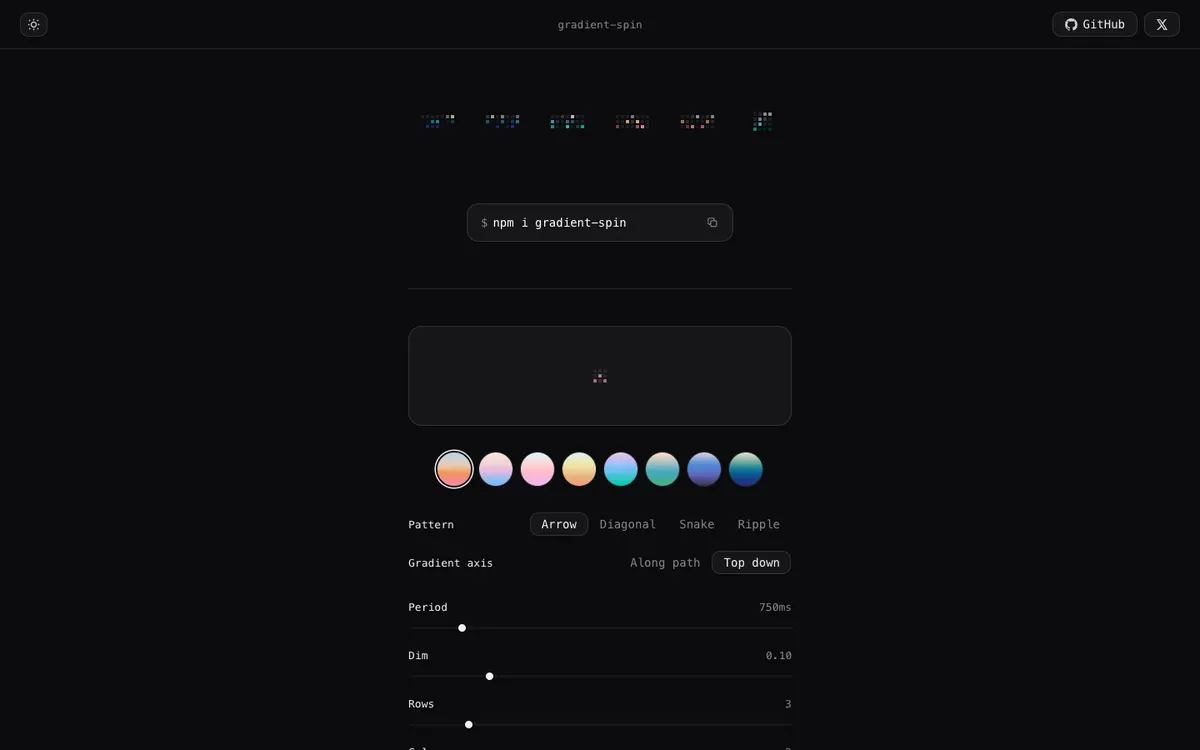 gradient-spin
GitHub
$ npm i gradient-spin
Pattern Arrow Diagonal Snake Ripple
Gradient axis Along path Top down
Period 750ms
Dim 0.10
Rows 3